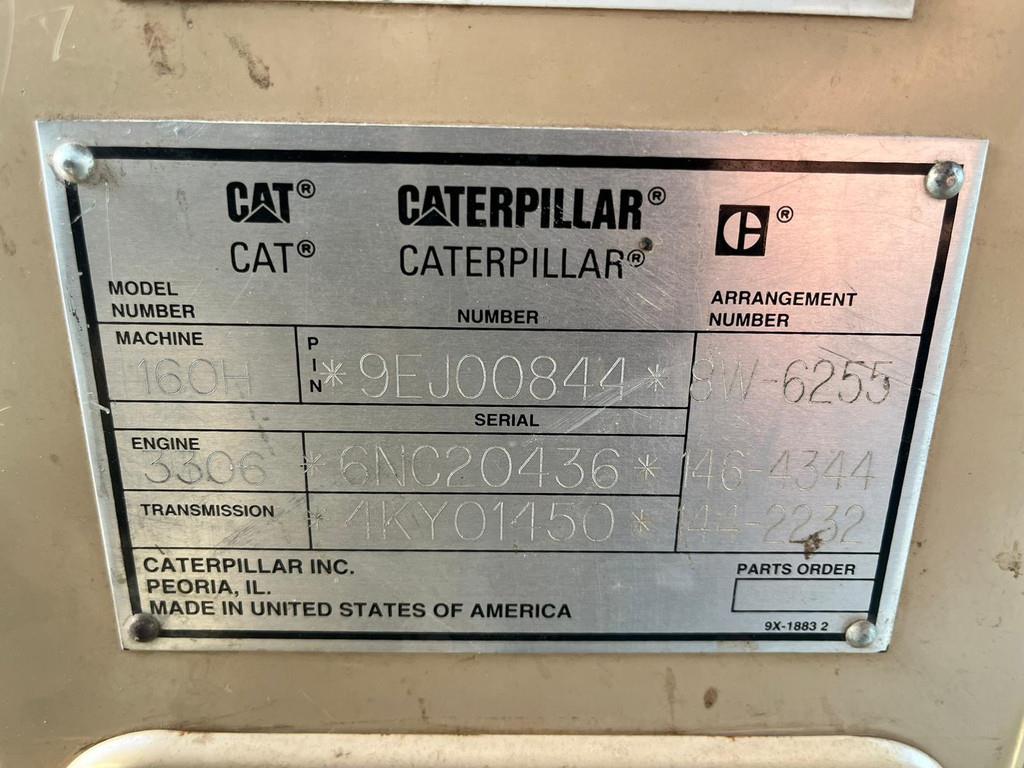 CAT® CATERPILLAR® ®
CAT® CATERPILLAR®
MODEL NUMBER NUMBER ARRANGEMENT NUMBER
MACHINE PIN
160H *9EJ00844* 8W-6255
SERIAL
ENGINE
3306 *6NC20436* 146-4344
TRANSMISSION *4KY01450* 144-2232
CATERPILLAR INC.
PEORIA, IL.
MADE IN UNITED STATES OF AMERICA
PARTS ORDER
9X-1883 2